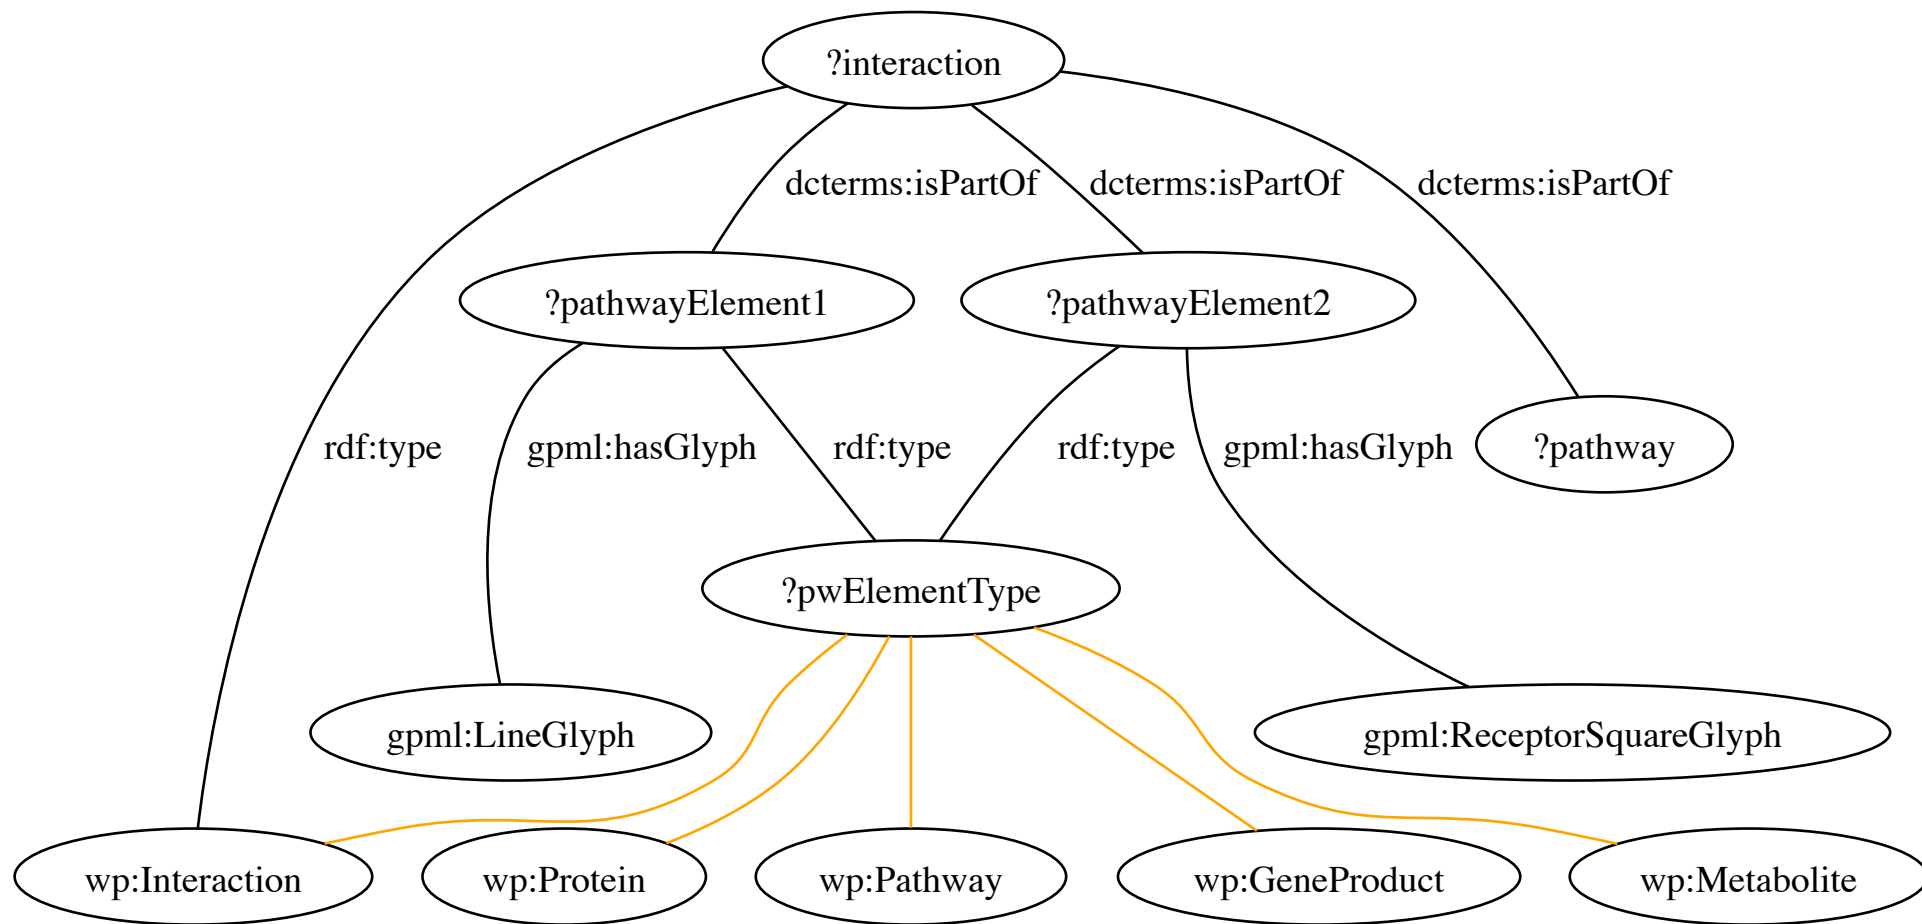 ?interaction
dcterms:isPartOf
dcterms:isPartOf
dcterms:isPartOf
?pathwayElement1
?pathwayElement2
rdf:type
gpml:hasGlyph
rdf:type
rdf:type
gpml:hasGlyph
?pathway
?pwElementType
gpml:LineGlyph
gpml:ReceptorSquareGlyph
wp:Interaction
wp:Protein
wp:Pathway
wp:GeneProduct
wp:Metabolite